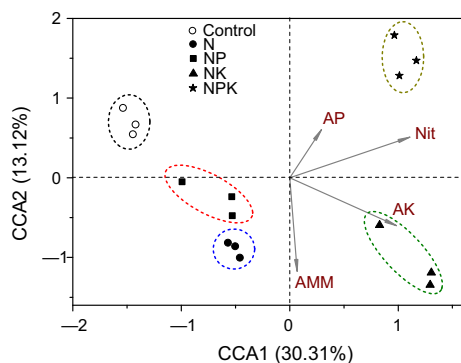 Control
N
NP
NK
NPK
AP
Nit
AK
AMM
2
1
0
—1
—2
—1
0
1
CCA2 (13.12%)
CCA1 (30.31%)